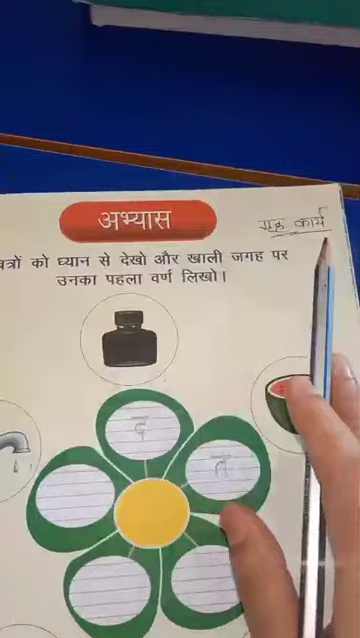 अभ्यास
गृह कार्य
चित्रों को ध्यान से देखो और खाली जगह पर
उनका पहला वर्ण लिखो।
द
त